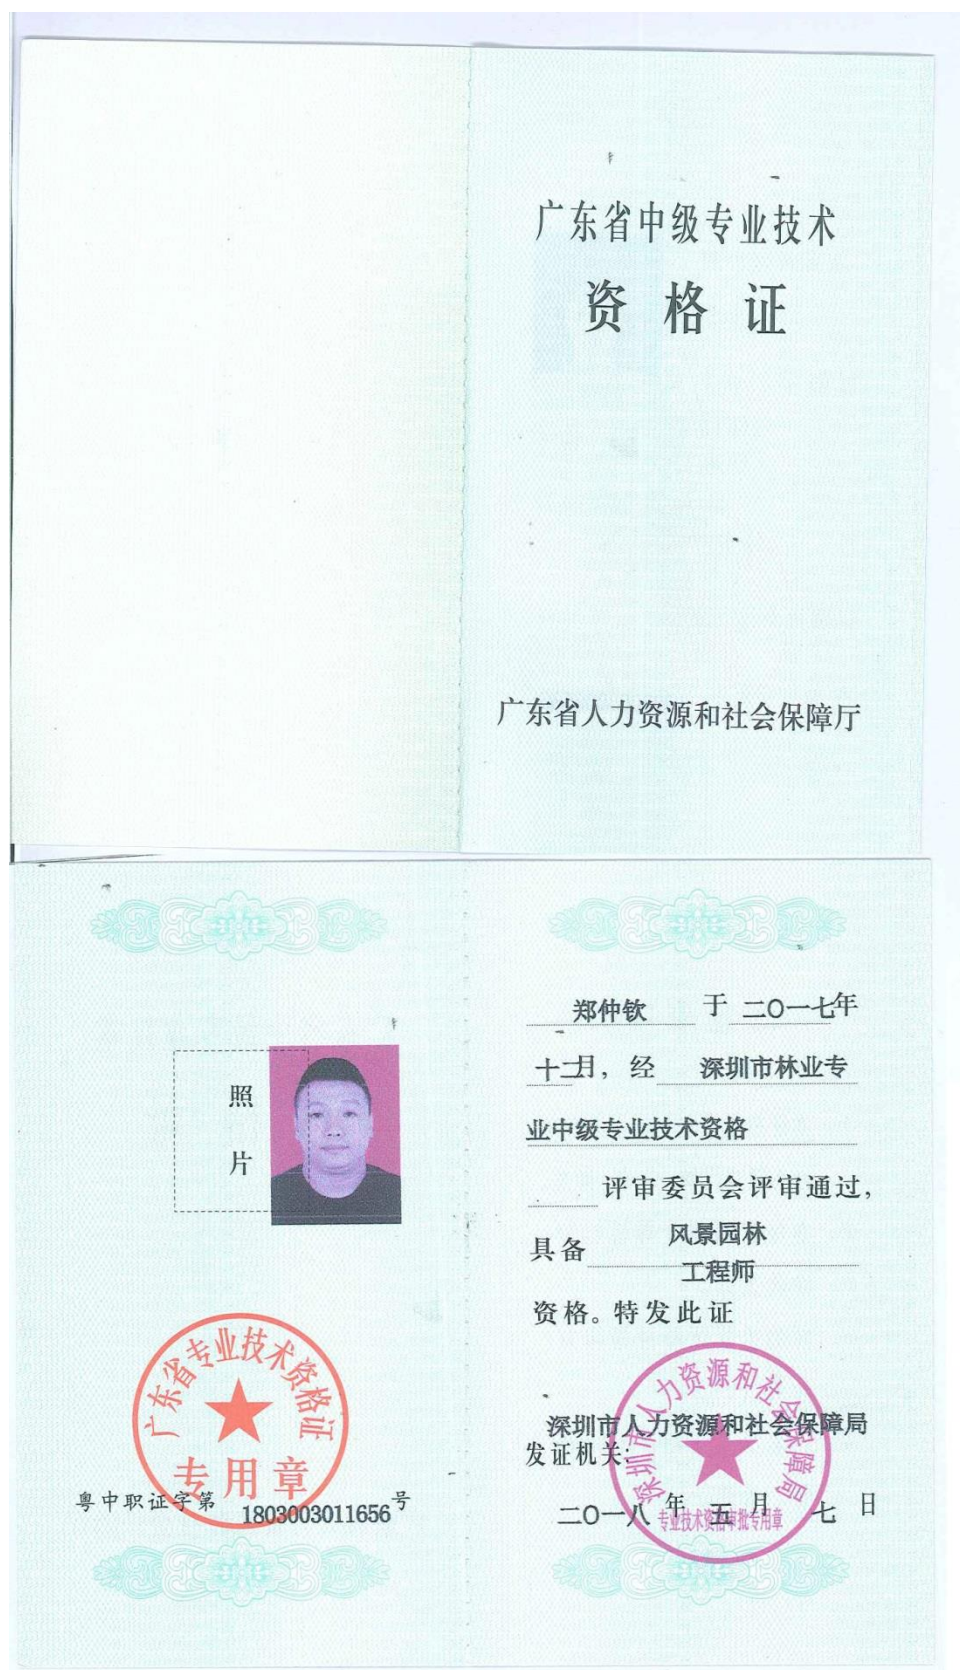 广东省中级专业技术
资格证
广东省人力资源和社会保障厅
照
片
广东省专业技术资格证
专用章
粤中职证字第 1803003011656 号
郑仲钦 于 二〇一七年
十二月，经 深圳市林业专
业中级专业技术资格
评审委员会评审通过，
具备 风景园林
工程师
资格。特发此证
深圳市人力资源和社会保障局
深圳市人力资源和社会保障局
发证机关：
二〇一八 年 五 月 七 日
专业技术资格审批专用章